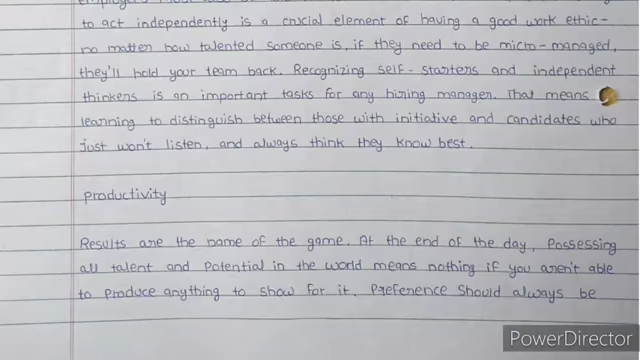 to act independently is a crucial element of having a good work ethic-
no matter how talented someone is, if they need to be micro-managed,
they'll hold your team back. Recognizing self-starters and independent
thinkers is an important tasks for any hiring manager. That means
learning to distinguish between those with initiative and candidates who
just won't listen, and always think they know best.
Productivity
Results are the name of the game. At the end of the day, Possessing
all talent and Potential in the world means nothing if you aren't able
to Produce anything to show for it. Preference should always be
PowerDirector